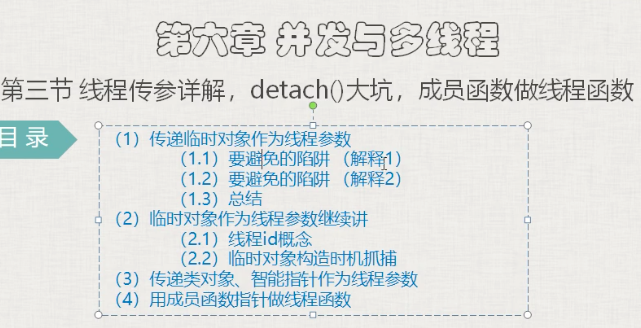 第六章 并发与多线程
第三节 线程传参详解，detach()大坑，成员函数做线程函数
目 录
（1）传递临时对象作为线程参数
（1.1）要避免的陷阱（解释1）
（1.2）要避免的陷阱（解释2）
（1.3）总结
（2）临时对象作为线程参数继续讲
（2.1）线程id概念
（2.2）临时对象构造时机抓捕
（3）传递类对象、智能指针作为线程参数
（4）用成员函数指针做线程函数